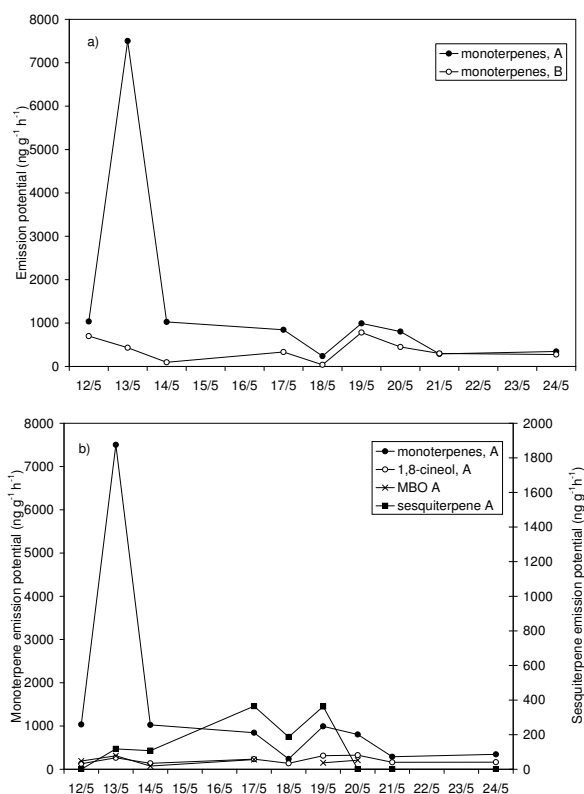 a)
monoterpenes, A
monoterpenes, B
Emission potential (ng g-1 h-1)
8000
7000
6000
5000
4000
3000
2000
1000
0
12/5 13/5 14/5 15/5 16/5 17/5 18/5 19/5 20/5 21/5 22/5 23/5 24/5
b)
monoterpenes, A
1,8-cineol, A
MBO A
sesquiterpene A
Monoterpene emission potential (ng g-1 h-1)
8000
7000
6000
5000
4000
3000
2000
1000
0
2000
1800
1600
1400
1200
1000
800
600
400
200
0
Sesquiterpene emission potential (ng g-1h-1)
12/5 13/5 14/5 15/5 16/5 17/5 18/5 19/5 20/5 21/5 22/5 23/5 24/5